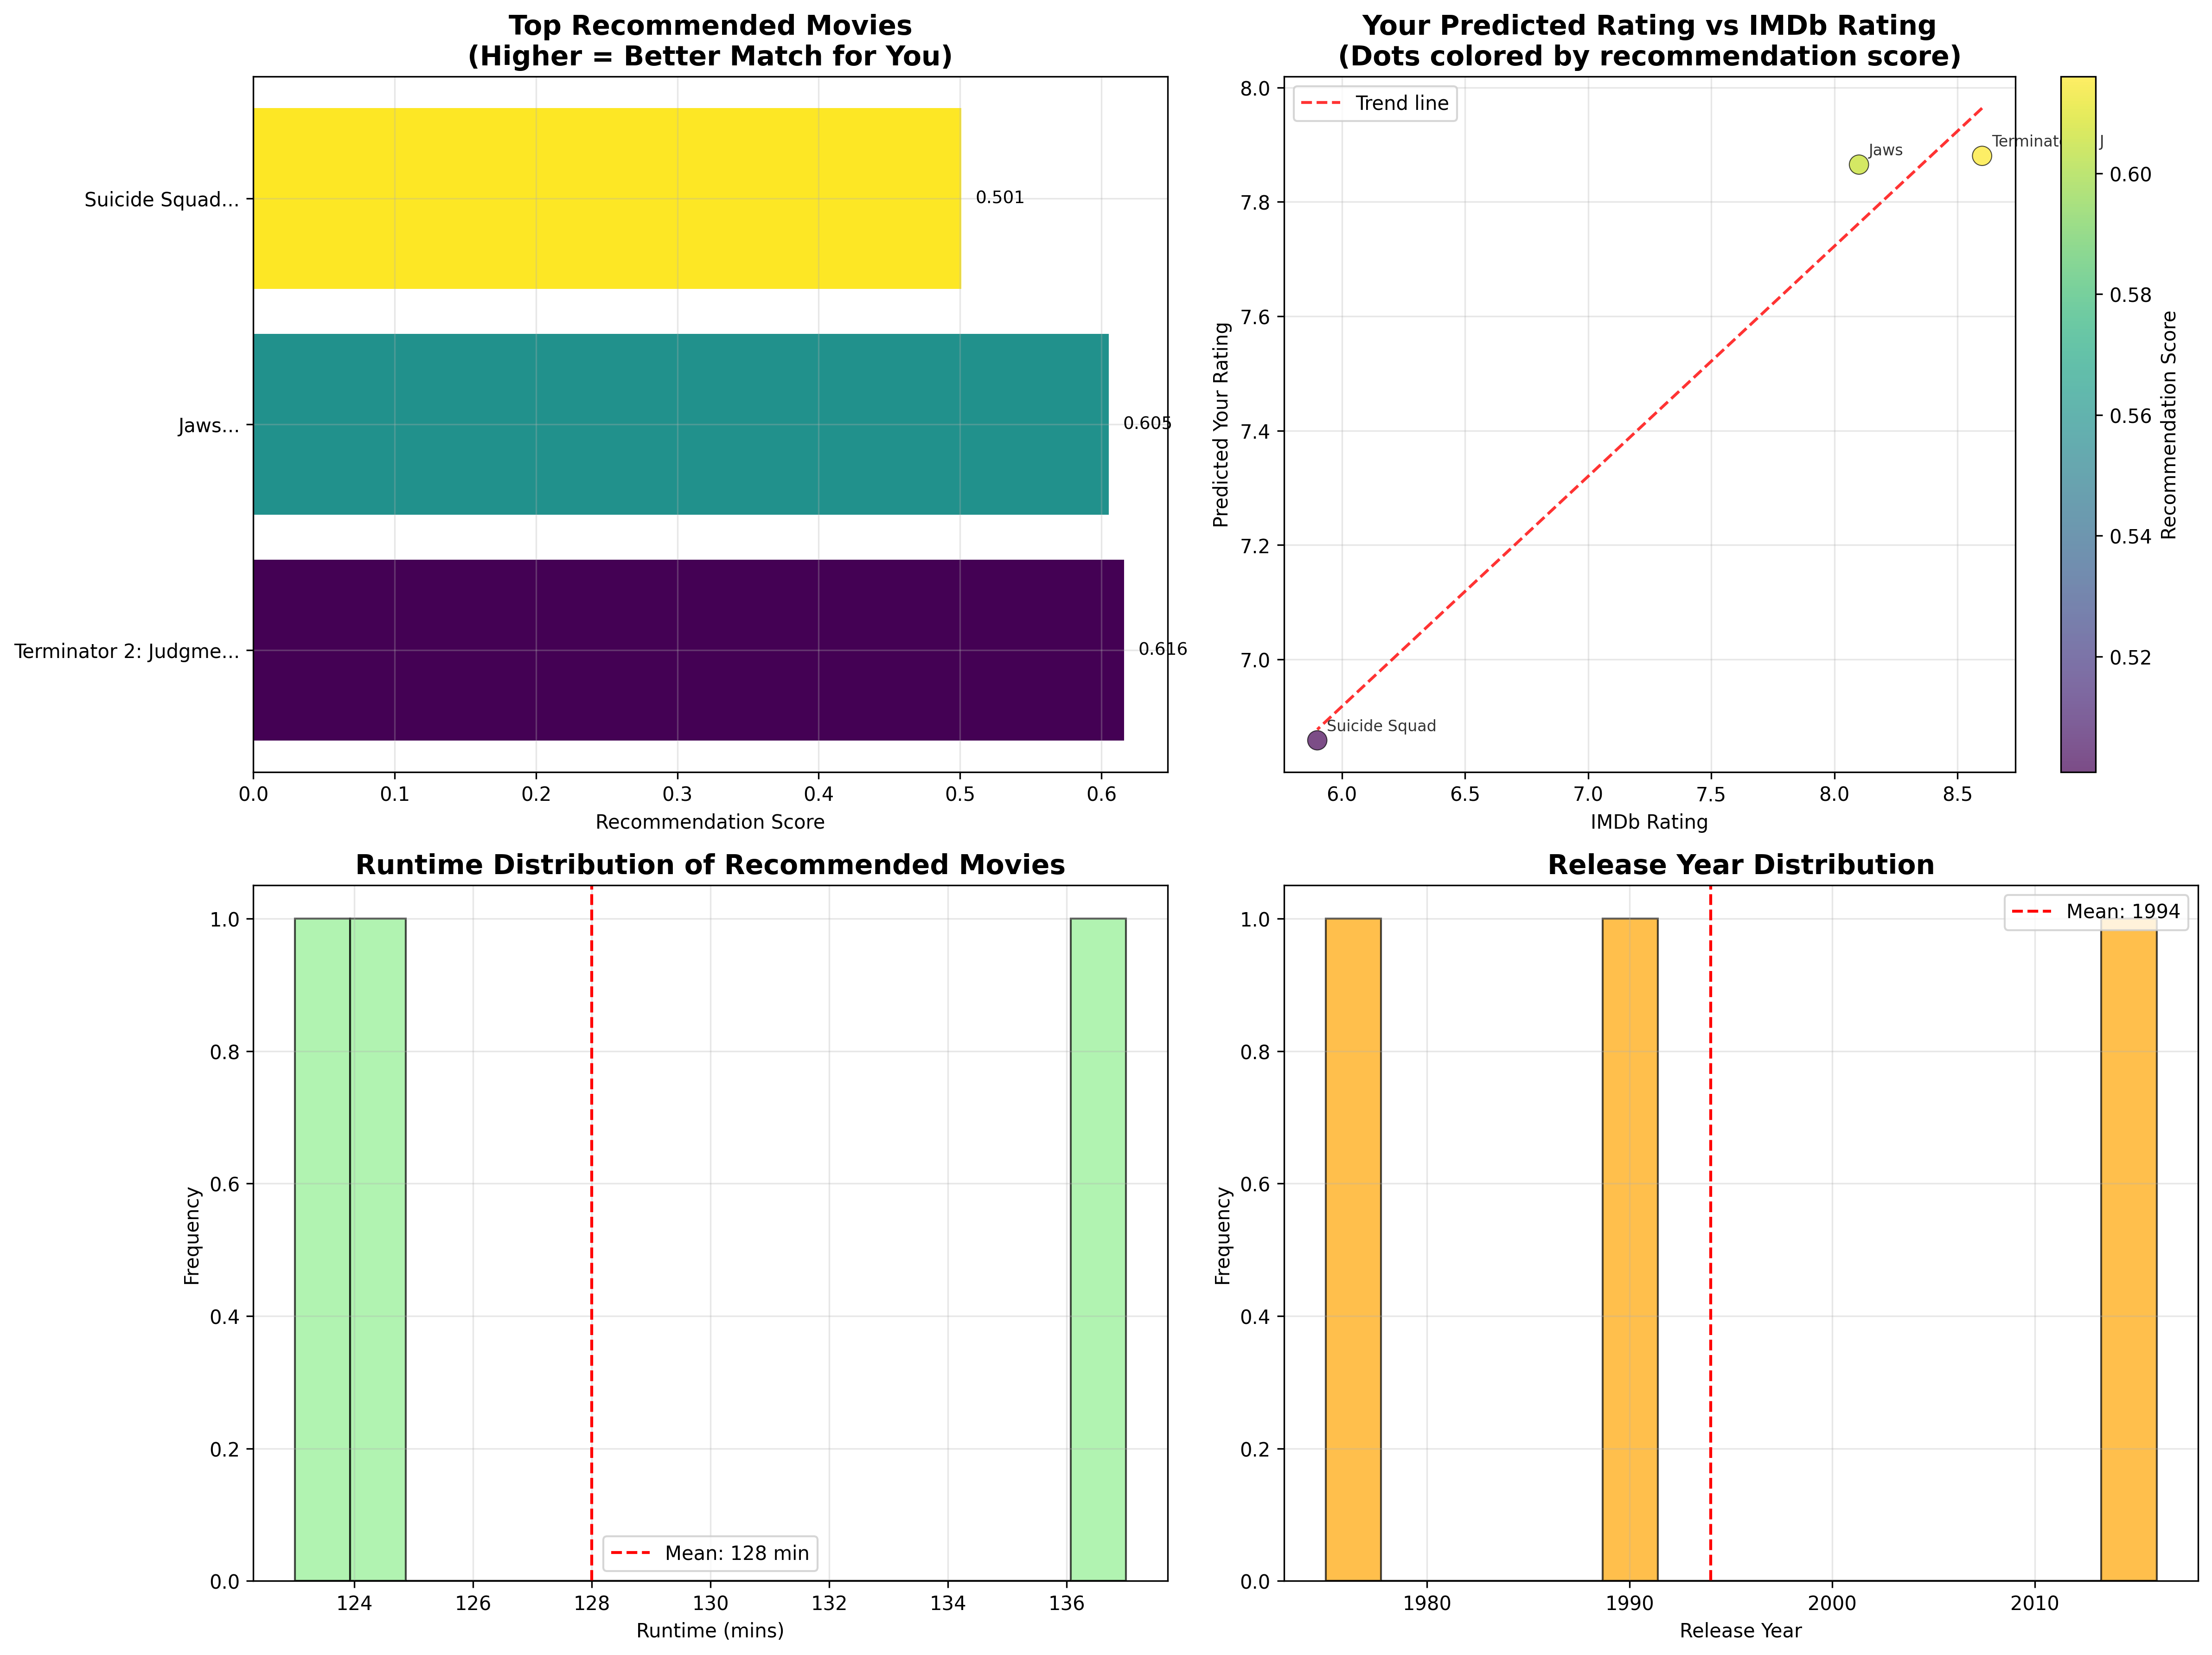 Top Recommended Movies
(Higher = Better Match for You)
Suicide Squad...
0.501
Jaws...
0.605
Terminator 2: Judgme...
0.616
0.0 0.1 0.2 0.3 0.4 0.5 0.6
Recommendation Score
Your Predicted Rating vs IMDb Rating
(Dots colored by recommendation score)
Trend line
Predicted Your Rating
8.0
7.8
7.6
7.4
7.2
7.0
Jaws
Terminat J
Suicide Squad
6.0 6.5 7.0 7.5 8.0 8.5
IMDb Rating
0.60
0.58
0.56
0.54
0.52
Recommendation Score
Runtime Distribution of Recommended Movies
Frequency
1.0
0.8
0.6
0.4
0.2
0.0
Mean: 128 min
124 126 128 130 132 134 136
Runtime (mins)
Release Year Distribution
Frequency
1.0
0.8
0.6
0.4
0.2
0.0
Mean: 1994
1980 1990 2000 2010
Release Year